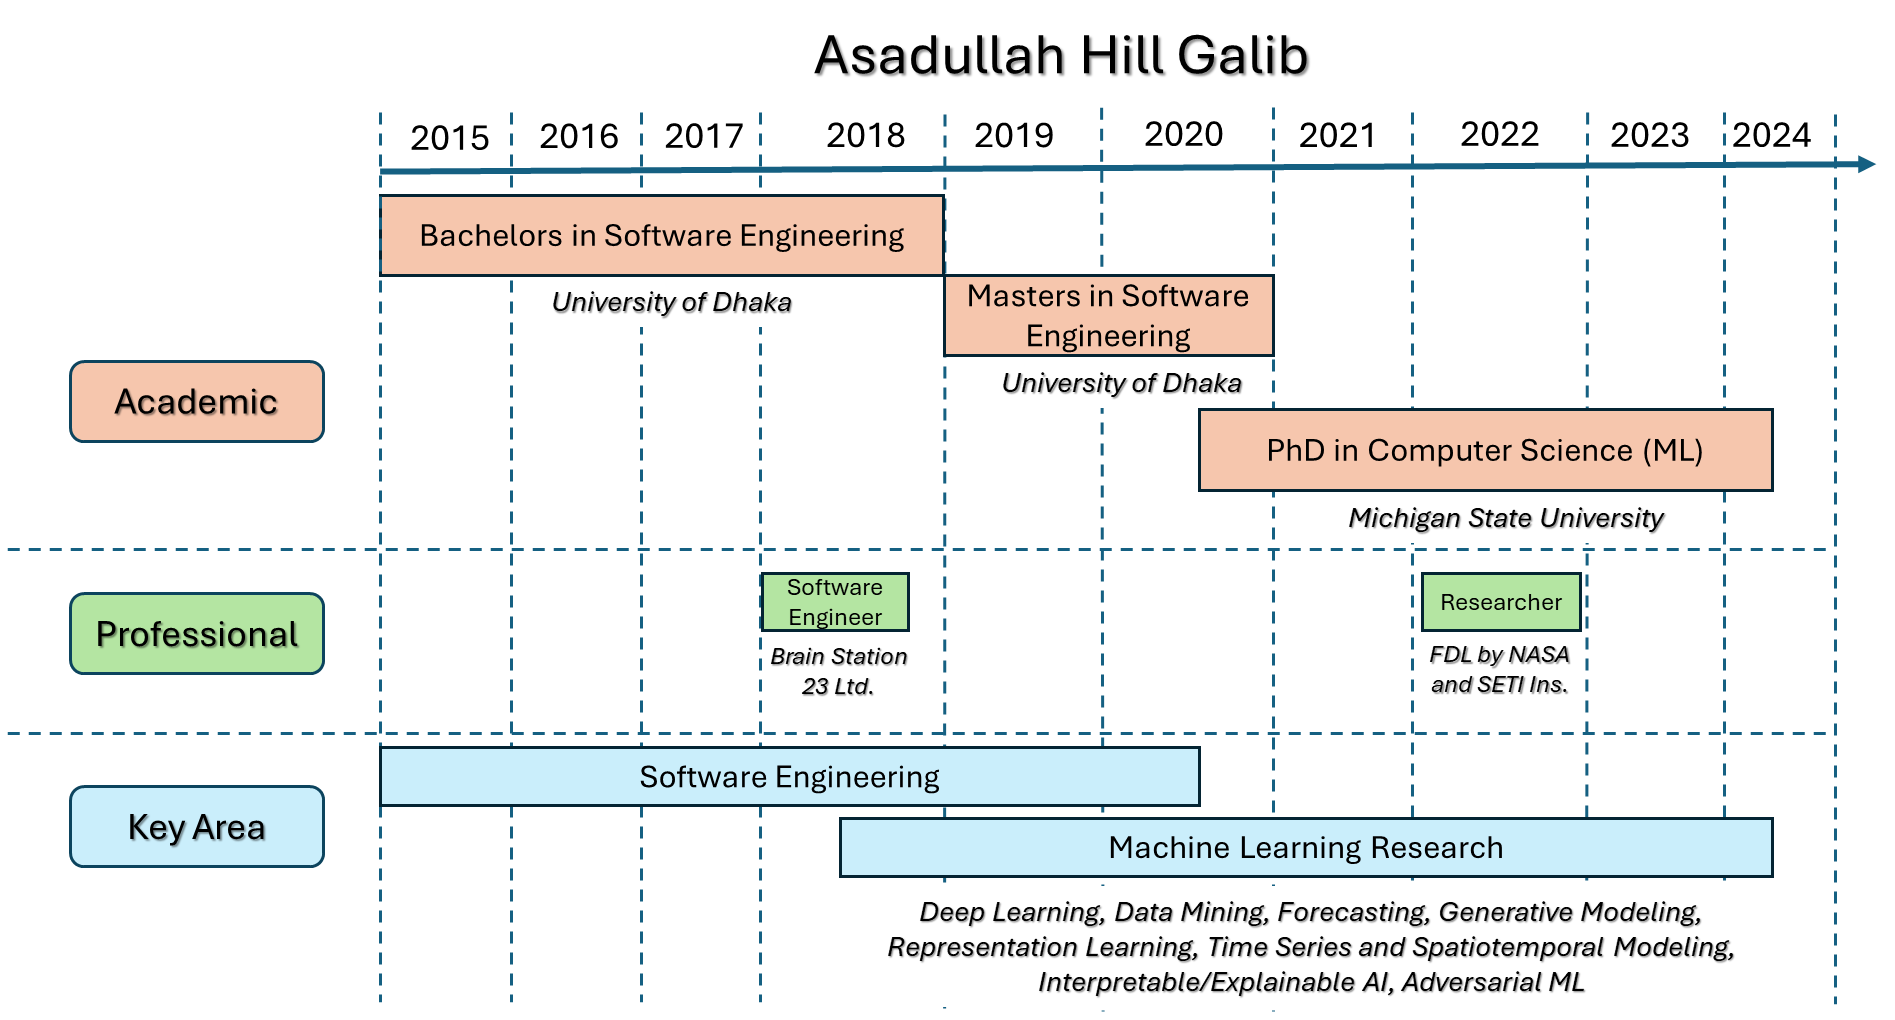 Asadullah Hill Galib
2015 2016 2017 2018 2019 2020 2021 2022 2023 2024
Bachelors in Software Engineering
University of Dhaka
Masters in Software
Engineering
University of Dhaka
Academic
PhD in Computer Science (ML)
Michigan State University
Professional
Software
Engineer
Brain Station
23 Ltd.
Researcher
FDL by NASA
and SETI Ins.
Key Area
Software Engineering
Machine Learning Research
Deep Learning, Data Mining, Forecasting, Generative Modeling,
Representation Learning, Time Series and Spatiotemporal Modeling,
Interpretable/Explainable AI, Adversarial ML